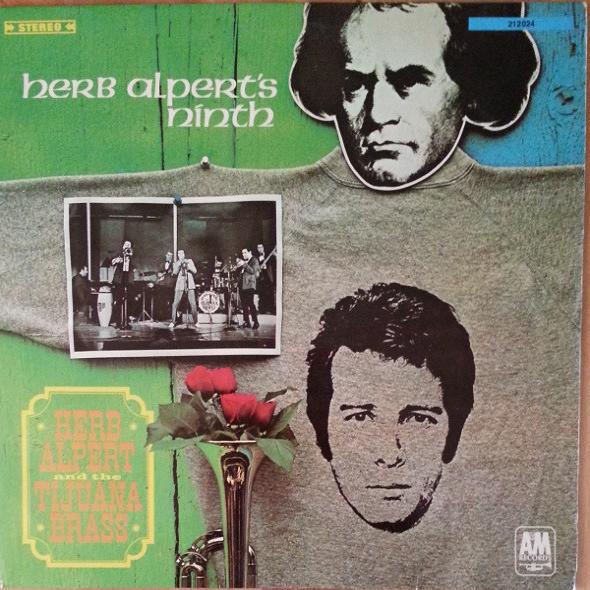 STEREO
212024
herb alpert's
ninth
HERB
ALPERT
and the
TIJUANA
BRASS
A&M
RECORDS